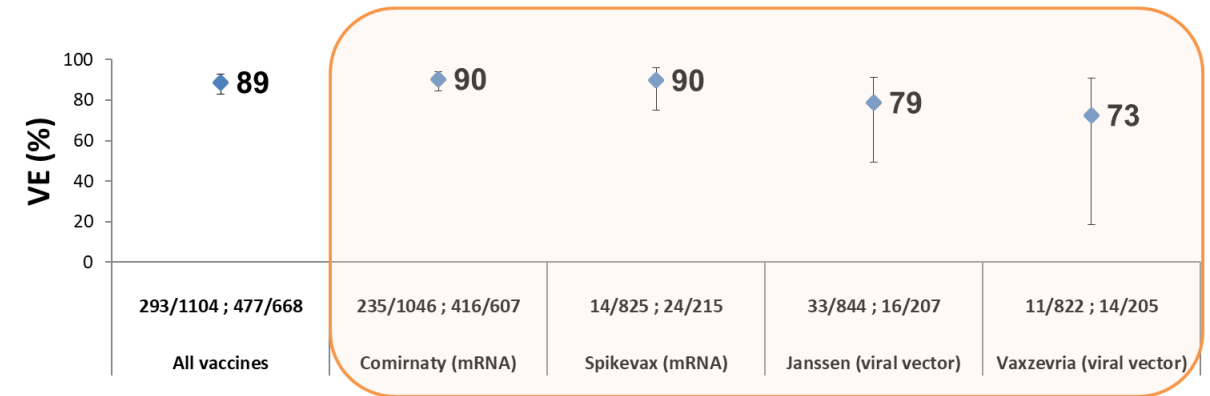 100
80
60
40
20
0
VE (%)
89
90
90
79
73
293/1104 ; 477/668
235/1046 ; 416/607
14/825 ; 24/215
33/844 ; 16/207
11/822 ; 14/205
All vaccines
Comirnaty (mRNA)
Spikevax (mRNA)
Janssen (viral vector)
Vaxzevria (viral vector)